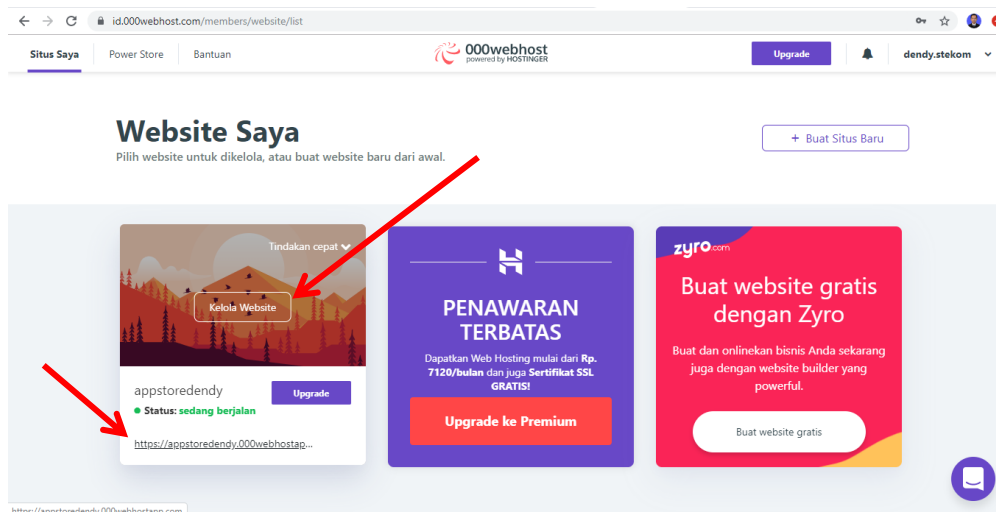 id.000webhost.com/members/website/list
Situs Saya
Power Store
Bantuan
000webhost
powered by HOSTINGER
Upgrade
dendy.stekom
Website Saya
Pilih website untuk dikelola, atau buat website baru dari awal.
+ Buat Situs Baru
Tindakan cepat
Kelola Website
appstoredendy
Upgrade
Status: sedang berjalan
https://appstoredendy.000webhostap...
PENAWARAN
TERBATAS
Dapatkan Web Hosting mulai dari Rp.
7120/bulan dan juga Sertifikat SSL
GRATIS!
Upgrade ke Premium
zyro.com
Buat website gratis
dengan Zyro
Buat dan onlinekan bisnis Anda sekarang
juga dengan website builder yang
powerful.
Buat website gratis
https://appstoredendy.000webhostapp.com